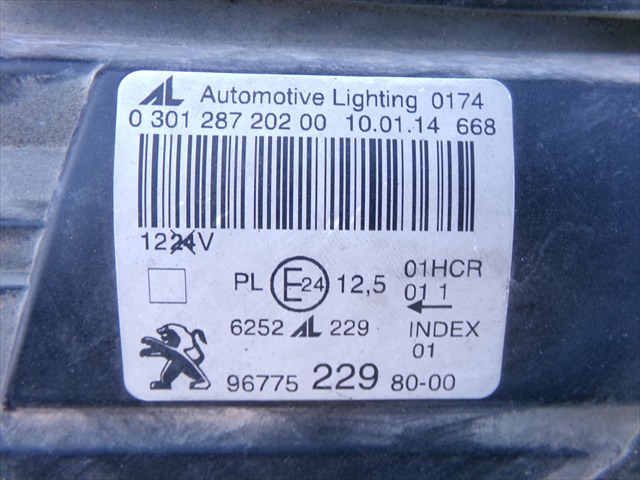 AL Automotive Lighting 0174
0 301 287 202 00 10.01.14 668
1224V
PL E24 12,5 01HCR
01 1
6252 AL 229 INDEX
01
96775 229 80-00